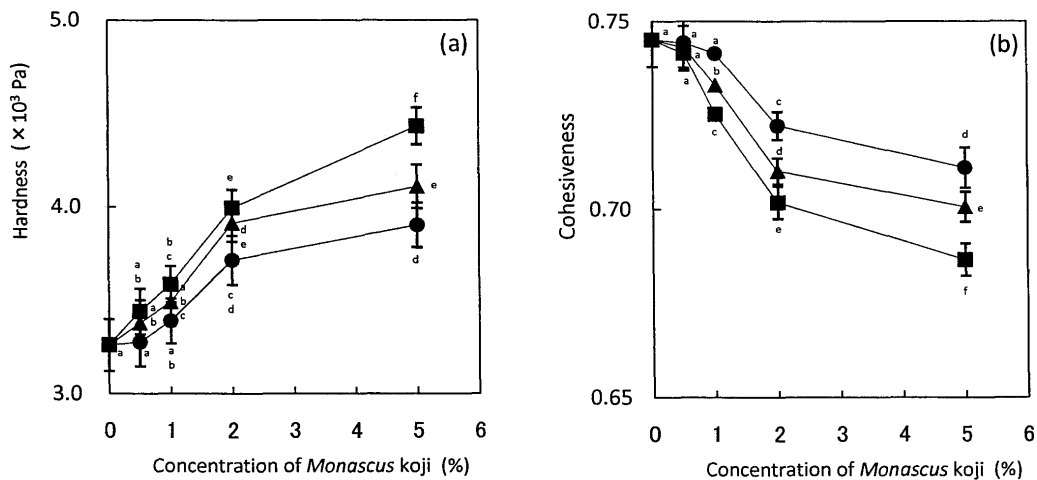 5.0
(a)
f
e
e
4.0
d
e
b
c
a
b
d
a
b
c
a
b
c
d
a
a
a
b
3.0
0 1 2 3 4 5 6
Hardness (×10³ Pa)
Concentration of Monascus koji (%)
0.75
(b)
a
a
a
a
b
a
c
c
d
d
0.70
e
e
f
0.65
0 1 2 3 4 5 6
Cohesiveness
Concentration of Monascus koji (%)